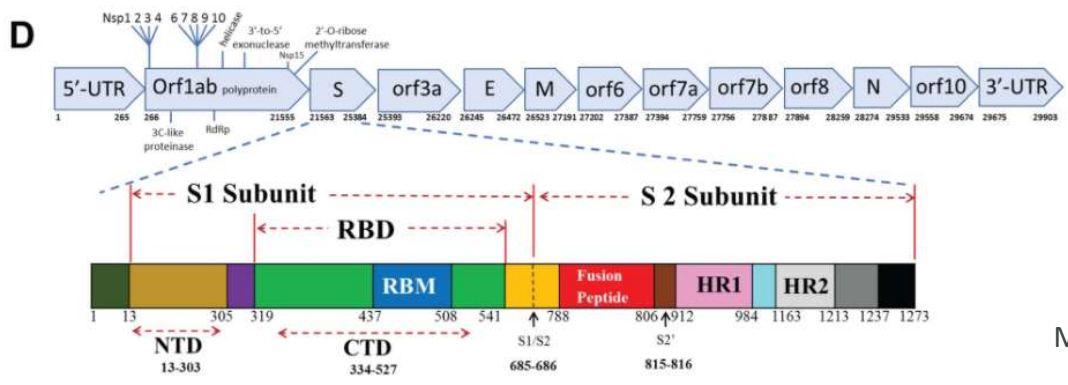 D
Nsp1 2 3 4 6 7 8 9 10 helicase 3'-to-5' exonuclease Nsp15 2'-O-ribose methyltransferase
5'-UTR Orf1ab polyprotein S orf3a E M orf6 orf7a orf7b orf8 N orf10 3'-UTR
1 265 266 21555 21563 25384 25395 26220 26245 26472 26523 27191 27202 27387 27394 27759 27756 27887 27894 28259 28274 29533 29558 29674 29675 29903
3C-like proteinase RdRp
S1 Subunit S 2 Subunit
RBD
RBM Fusion Peptide HR1 HR2
1 13 305 319 437 508 541 788 806 912 984 1163 1213 1237 1273
NTD CTD S1/S2 S2'
13-303 334-527 685-686 815-816
M